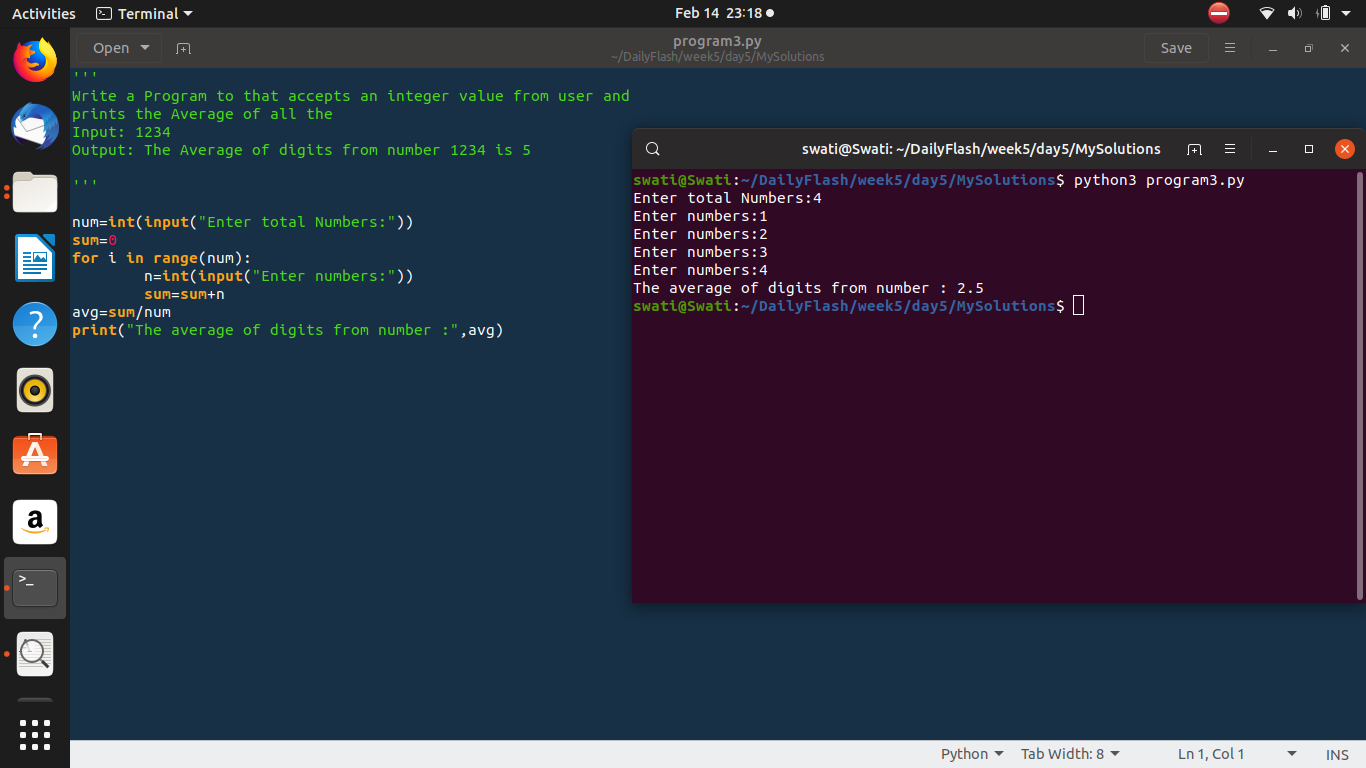 Activities Terminal Feb 14 23:18
Open program3.py Save
~/DailyFlash/week5/day5/MySolutions
'''
Write a Program to that accepts an integer value from user and
prints the Average of all the
Input: 1234
Output: The Average of digits from number 1234 is 5
'''
num=int(input("Enter total Numbers:"))
sum=0
for i in range(num):
n=int(input("Enter numbers:"))
sum=sum+n
avg=sum/num
print("The average of digits from number :",avg)
swati@Swati: ~/DailyFlash/week5/day5/MySolutions
swati@Swati:~/DailyFlash/week5/day5/MySolutions$ python3 program3.py
Enter total Numbers:4
Enter numbers:1
Enter numbers:2
Enter numbers:3
Enter numbers:4
The average of digits from number : 2.5
swati@Swati:~/DailyFlash/week5/day5/MySolutions$
Python Tab Width: 8 Ln 1, Col 1 INS